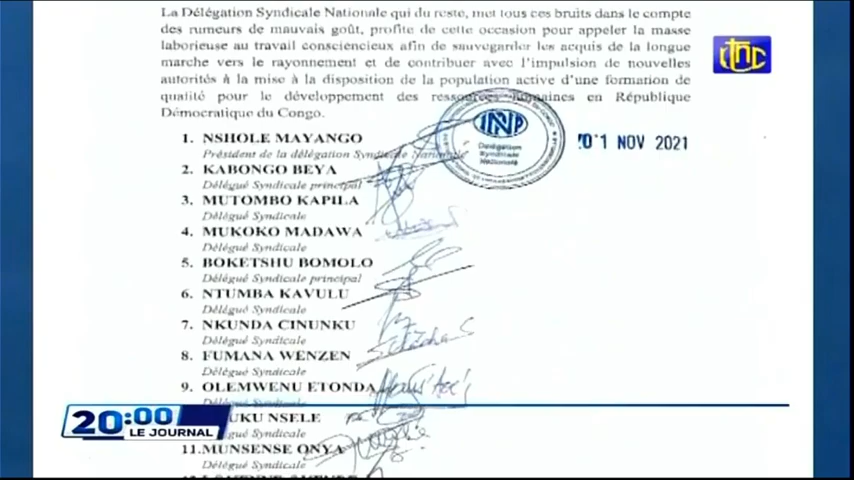 La Délégation Syndicale Nationale qui du reste, met tous ces bruits dans le compte
des rumeurs de mauvais goût, profite de cette occasion pour appeler la masse
laborieuse au travail consciencieux afin de sauvegarder les acquis de la longue
marche vers le rayonnement et de contribuer avec l'impulsion de nouvelles
autorités à la mise à la disposition de la population active d'une formation de
qualité pour le développement des ressources humaines en République
Démocratique du Congo.
rtnc
INPP
Délégation
Syndicale
Nationale
0 1 NOV 2021
1. NSHOLE MAYANGO
Président de la délégation Syndicale Nationale
2. KABONGO BEYA
Délégué Syndicale principal
3. MUTOMBO KAPILA
Délégué Syndicale
4. MUKOKO MADAWA
Délégué Syndicale
5. BOKETSHU BOMOLO
Délégué Syndicale principal
6. NTUMBA KAVULU
Délégué Syndicale
7. NKUNDA CINUNKU
Délégué Syndicale
8. FUMANA WENZEN
Délégué Syndicale
9. OLEMWENU ETONDA
UKU NSELE
gué Syndicale
11. MUNSENSE ONYA
Délégué Syndicale
20:00
LE JOURNAL